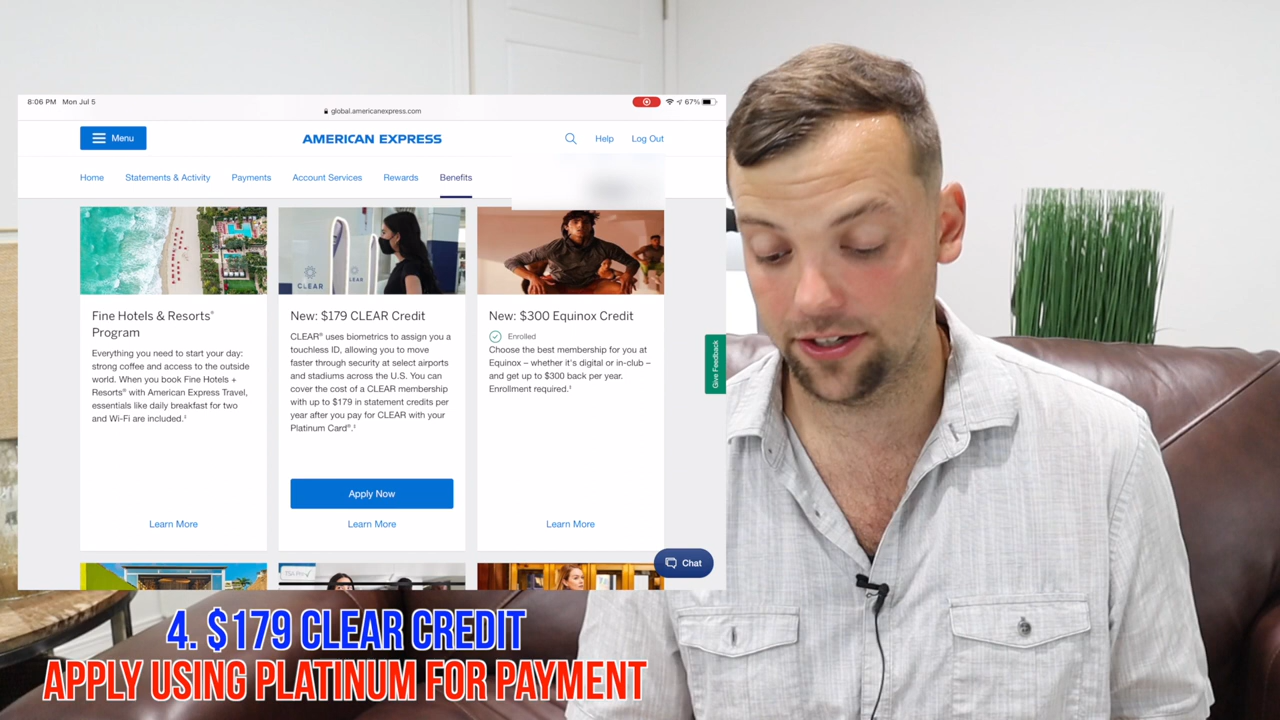 8:06 PM Mon Jul 5
67%
global.americanexpress.com
Menu
AMERICAN EXPRESS
Help
Log Out
Home
Statements & Activity
Payments
Account Services
Rewards
Benefits
CLEAR
Fine Hotels & Resorts®
Program
Everything you need to start your day:
strong coffee and access to the outside
world. When you book Fine Hotels +
Resorts® with American Express Travel,
essentials like daily breakfast for two
and Wi-Fi are included.‡
Learn More
New: $179 CLEAR Credit
CLEAR® uses biometrics to assign you a
touchless ID, allowing you to move
faster through security at select airports
and stadiums across the U.S. You can
cover the cost of a CLEAR membership
with up to $179 in statement credits per
year after you pay for CLEAR with your
Platinum Card®.‡
Apply Now
Learn More
New: $300 Equinox Credit
Enrolled
Choose the best membership for you at
Equinox – whether it's digital or in-club –
and get up to $300 back per year.
Enrollment required.‡
Learn More
Give Feedback
TSA Pre✓
Chat
4. $179 CLEAR CREDIT
APPLY USING PLATINUM FOR PAYMENT